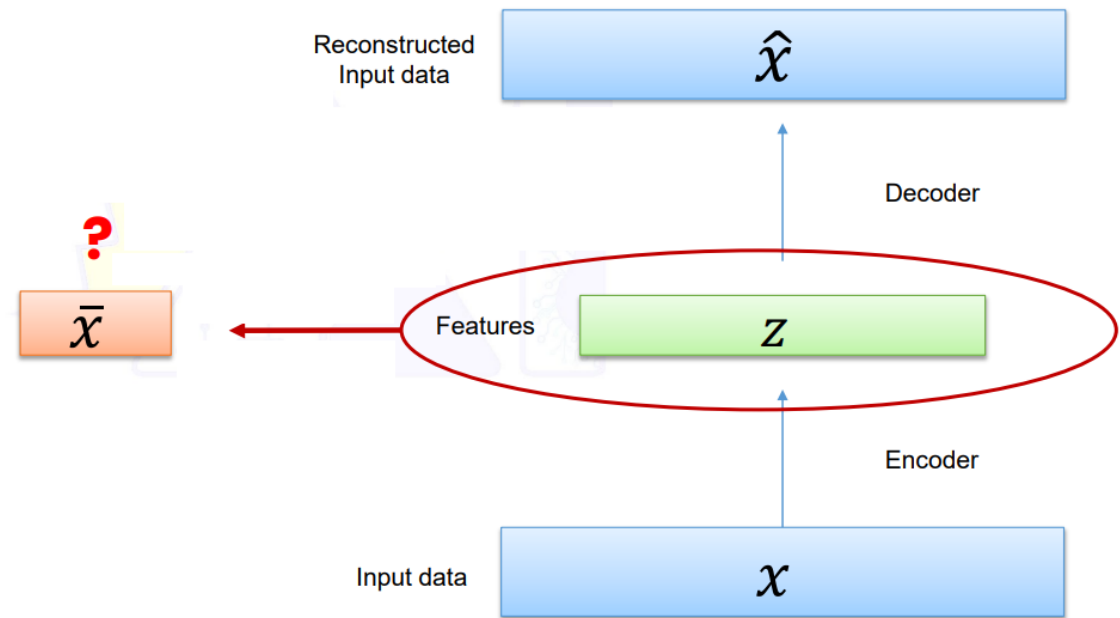 Reconstructed
Input data
x̂
Decoder
?
x̄
Features
z
Encoder
Input data
x